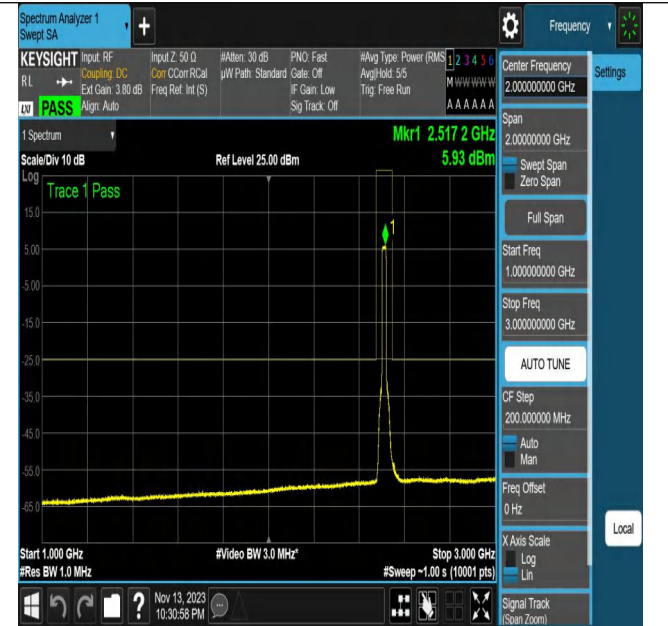 Spectrum Analyzer 1
Swept SA
Frequency
KEYSIGHT
RL
LXI
PASS
Input: RF
Coupling: DC
Ext Gain: 3.80 dB
Align: Auto
Input Z: 50 Ω
Corr CCorr RCal
Freq Ref: Int (S)
#Atten: 30 dB
µW Path: Standard
PNO: Fast
Gate: Off
IF Gain: Low
Sig Track: Off
#Avg Type: Power (RMS
Avg|Hold: 5/5
Trig: Free Run
1 2 3 4 5 6
M W W W W W
A A A A A A
1 Spectrum
Scale/Div 10 dB
Ref Level 25.00 dBm
Mkr1 2.517 2 GHz
5.93 dBm
Log
Trace 1 Pass
1
15.0
5.00
-5.00
-15.0
-25.0
-35.0
-45.0
-55.0
-65.0
Start 1.000 GHz
#Video BW 3.0 MHz*
Stop 3.000 GHz
#Res BW 1.0 MHz
#Sweep ~1.00 s (10001 pts)
Nov 13, 2023
10:30:58 PM
?
Center Frequency
2.00000000 GHz
Settings
Span
2.00000000 GHz
Swept Span
Zero Span
Full Span
Start Freq
1.000000000 GHz
Stop Freq
3.000000000 GHz
AUTO TUNE
CF Step
200.000000 MHz
Auto
Man
Freq Offset
0 Hz
X Axis Scale
Log
Lin
Local
Signal Track
(Span Zoom)